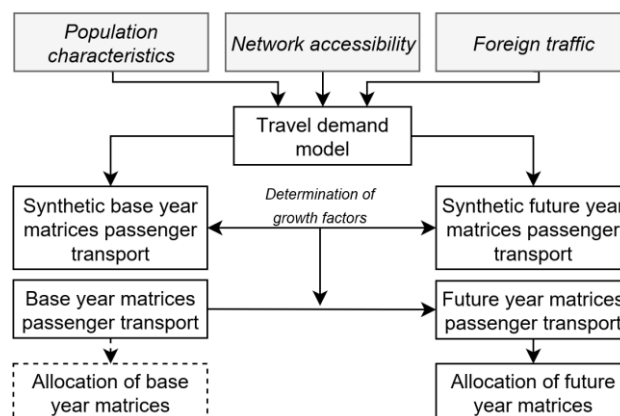 Population
characteristics
Network accessibility
Foreign traffic
Travel demand
model
Synthetic base year
matrices passenger
transport
Determination of
growth factors
Synthetic future year
matrices passenger
transport
Base year matrices
passenger transport
Future year matrices
passenger transport
Allocation of base
year matrices
Allocation of future
year matrices